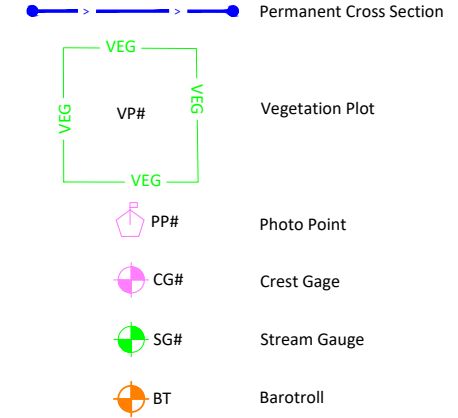 > > Permanent Cross Section
VEG
VEG VP# VEG Vegetation Plot
VEG
PP# Photo Point
CG# Crest Gage
SG# Stream Gauge
BT Barotroll